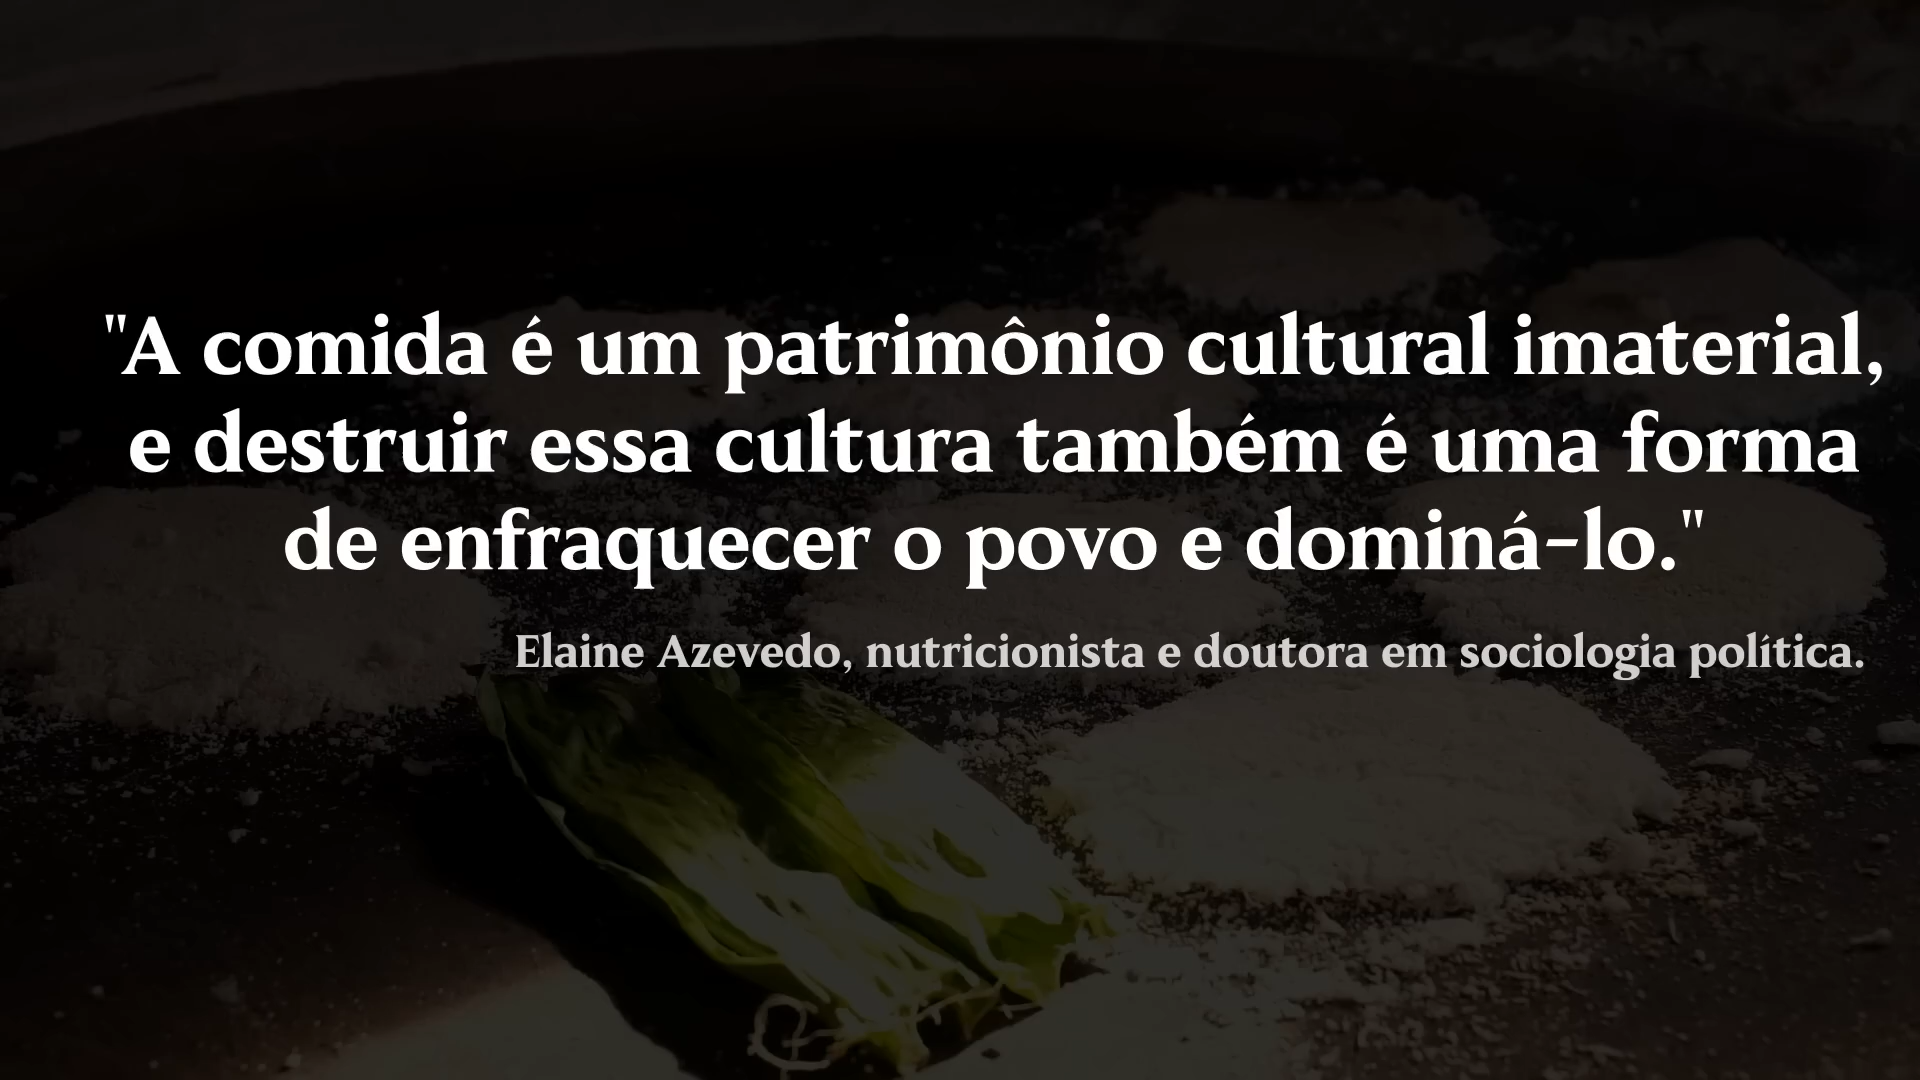 "A comida é um patrimônio cultural imaterial,
e destruir essa cultura também é uma forma
de enfraquecer o povo e dominá-lo."
Elaine Azevedo, nutricionista e doutora em sociologia política.